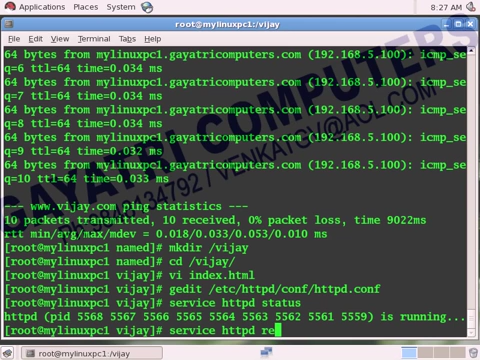 Applications Places System
8:27 AM
root@mylinuxpc1:/vijay
File Edit View Terminal Tabs Help
64 bytes from mylinuxpc1.gayatricomputers.com (192.168.5.100): icmp_se
q=6 ttl=64 time=0.034 ms
64 bytes from mylinuxpc1.gayatricomputers.com (192.168.5.100): icmp_se
q=7 ttl=64 time=0.034 ms
64 bytes from mylinuxpc1.gayatricomputers.com (192.168.5.100): icmp_se
q=8 ttl=64 time=0.034 ms
64 bytes from mylinuxpc1.gayatricomputers.com (192.168.5.100): icmp_se
q=9 ttl=64 time=0.032 ms
64 bytes from mylinuxpc1.gayatricomputers.com (192.168.5.100): icmp_se
q=10 ttl=64 time=0.033 ms
--- www.vijay.com ping statistics ---
10 packets transmitted, 10 received, 0% packet loss, time 9022ms
rtt min/avg/max/mdev = 0.018/0.033/0.053/0.010 ms
[root@mylinuxpc1 named]# mkdir /vijay
[root@mylinuxpc1 named]# cd /vijay/
[root@mylinuxpc1 vijay]# vi index.html
[root@mylinuxpc1 vijay]# gedit /etc/httpd/conf/httpd.conf
[root@mylinuxpc1 vijay]# service httpd status
httpd (pid 5568 5567 5566 5565 5564 5563 5562 5561 5559) is running...
[root@mylinuxpc1 vijay]# service httpd re
GAYATRI COMPUTERS
root@mylinuxpc1:/vijay